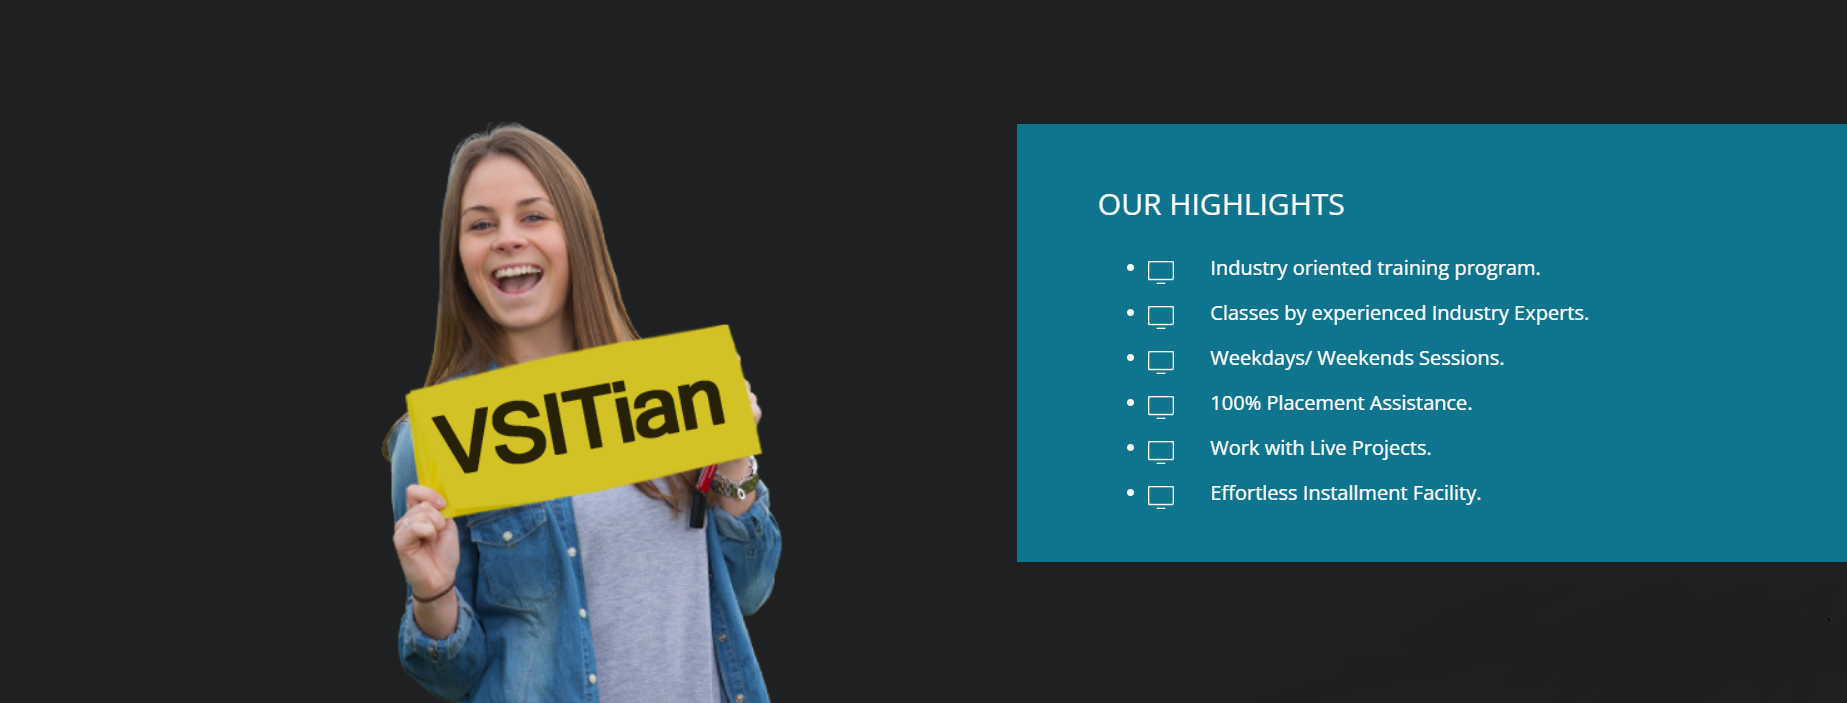 VSITian
OUR HIGHLIGHTS
Industry oriented training program.
Classes by experienced Industry Experts.
Weekdays/ Weekends Sessions.
100% Placement Assistance.
Work with Live Projects.
Effortless Installment Facility.